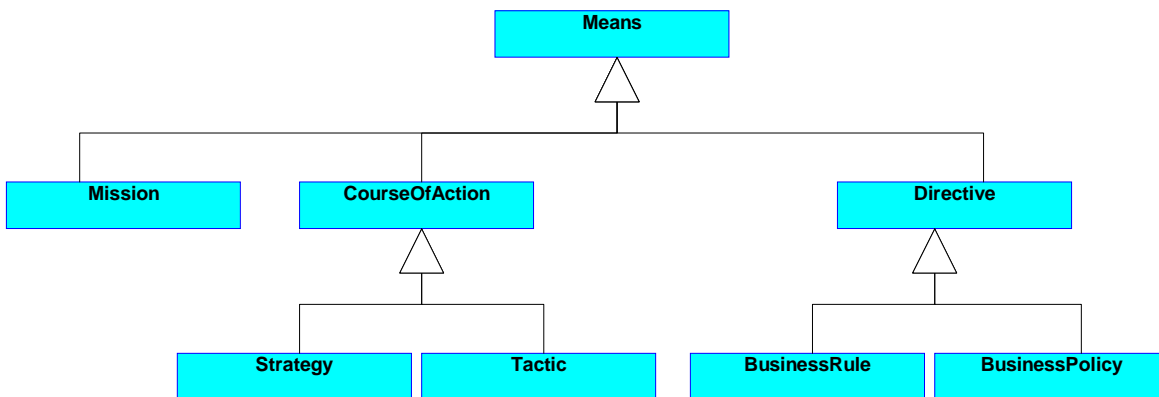 Means
Mission
CourseOfAction
Directive
Strategy
Tactic
BusinessRule
BusinessPolicy